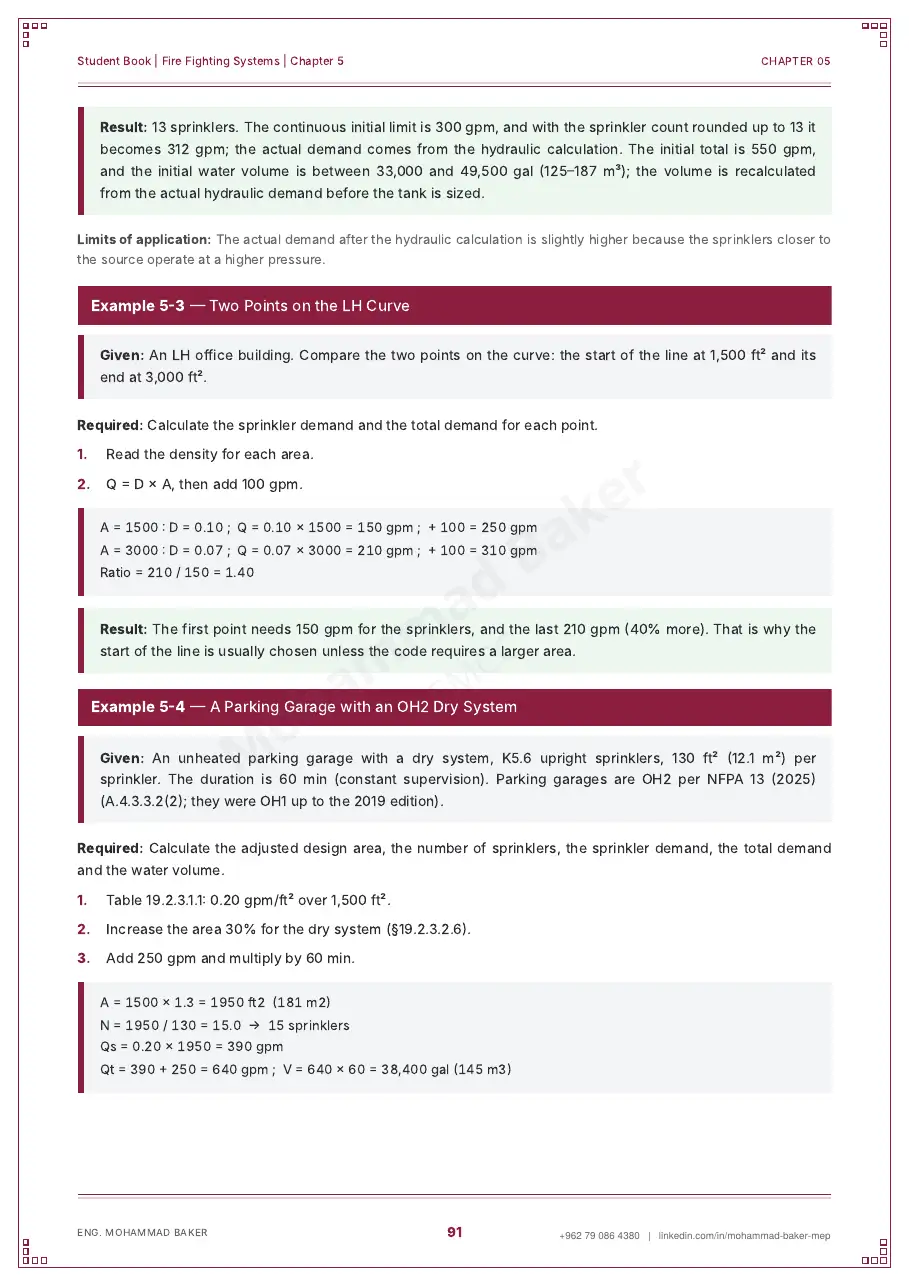 Student Book | Fire Fighting Systems | Chapter 5
CHAPTER 05
Result: 13 sprinklers. The continuous initial limit is 300 gpm, and with the sprinkler count rounded up to 13 it
becomes 312 gpm; the actual demand comes from the hydraulic calculation. The initial total is 550 gpm,
and the initial water volume is between 33,000 and 49,500 gal (125–187 m³); the volume is recalculated
from the actual hydraulic demand before the tank is sized.
Limits of application: The actual demand after the hydraulic calculation is slightly higher because the sprinklers closer to
the source operate at a higher pressure.
Example 5-3 — Two Points on the LH Curve
Given: An LH office building. Compare the two points on the curve: the start of the line at 1,500 ft² and its
end at 3,000 ft².
Required: Calculate the sprinkler demand and the total demand for each point.
1. Read the density for each area.
2. Q = D × A, then add 100 gpm.
A = 1500 : D = 0.10 ; Q = 0.10 × 1500 = 150 gpm ; + 100 = 250 gpm
A = 3000 : D = 0.07 ; Q = 0.07 × 3000 = 210 gpm ; + 100 = 310 gpm
Ratio = 210 / 150 = 1.40
Result: The first point needs 150 gpm for the sprinklers, and the last 210 gpm (40% more). That is why the
start of the line is usually chosen unless the code requires a larger area.
Example 5-4 — A Parking Garage with an OH2 Dry System
Given: An unheated parking garage with a dry system, K5.6 upright sprinklers, 130 ft² (12.1 m²) per
sprinkler. The duration is 60 min (constant supervision). Parking garages are OH2 per NFPA 13 (2025)
(A.4.3.3.2(2); they were OH1 up to the 2019 edition).
Required: Calculate the adjusted design area, the number of sprinklers, the sprinkler demand, the total demand
and the water volume.
1. Table 19.2.3.1.1: 0.20 gpm/ft² over 1,500 ft².
2. Increase the area 30% for the dry system (§19.2.3.2.6).
3. Add 250 gpm and multiply by 60 min.
A = 1500 × 1.3 = 1950 ft2 (181 m2)
N = 1950 / 130 = 15.0 → 15 sprinklers
Qs = 0.20 × 1950 = 390 gpm
Qt = 390 + 250 = 640 gpm ; V = 640 × 60 = 38,400 gal (145 m3)
Mohammad Baker
ENG. MOHAMMAD BAKER
91
+962 79 086 4380 | linkedin.com/in/mohammad-baker-mep